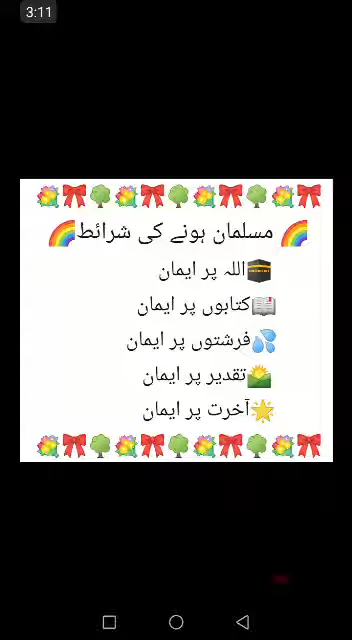 3:11
💐🎀🌳💐🎀🌳💐🎀🌳💐🎀
🌈 مسلمان ہونے کی شرائط🌈
🕋اللہ پر ایمان
📖کتابوں پر ایمان
💦فرشتوں پر ایمان
🌄تقدیر پر ایمان
🌟آخرت پر ایمان
💐🎀🌳💐🎀🌳💐🎀🌳💐🎀